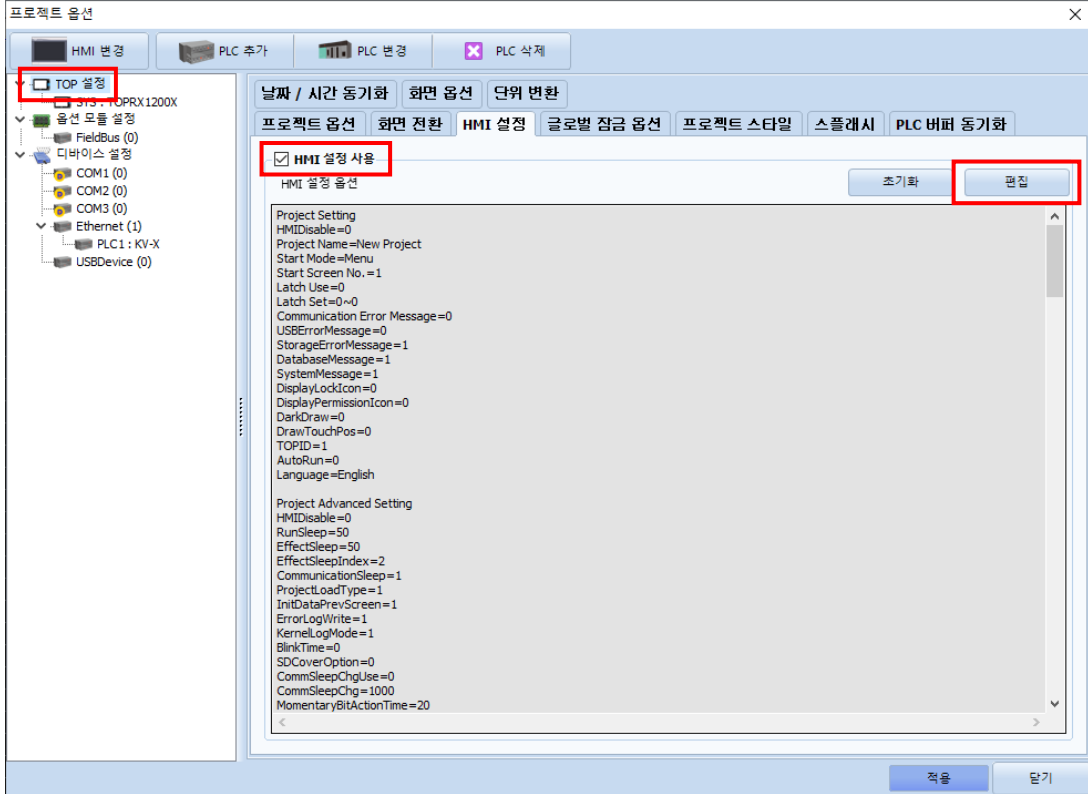 프로젝트 옵션
HMI 변경
PLC 추가
PLC 변경
PLC 삭제
TOP 설정
SYS : TOPRX1200X
옵션 모듈 설정
FieldBus (0)
디바이스 설정
COM1 (0)
COM2 (0)
COM3 (0)
Ethernet (1)
PLC1 : KV-X
USBDevice (0)
날짜 / 시간 동기화 화면 옵션 단위 변환
프로젝트 옵션 화면 전환 HMI 설정 글로벌 잠금 옵션 프로젝트 스타일 스플래시 PLC 버퍼 동기화
HMI 설정 사용
HMI 설정 옵션
초기화
편집
Project Setting
HMIDisable=0
Project Name=New Project
Start Mode=Menu
Start Screen No.=1
Latch Use=0
Latch Set=0~0
Communication Error Message=0
USBErrorMessage=0
StorageErrorMessage=1
DatabaseMessage=1
SystemMessage=1
DisplayLockIcon=0
DisplayPermissionIcon=0
DarkDraw=0
DrawTouchPos=0
TOPID=1
AutoRun=0
Language=English
Project Advanced Setting
HMIDisable=0
RunSleep=50
EffectSleep=50
EffectSleepIndex=2
CommunicationSleep=1
ProjectLoadType=1
InitDataPrevScreen=1
ErrorLogWrite=1
KernelLogMode=1
BlinkTime=0
SDCoverOption=0
CommSleepChgUse=0
CommSleepChg=1000
MomentaryBitActionTime=20
적용
닫기